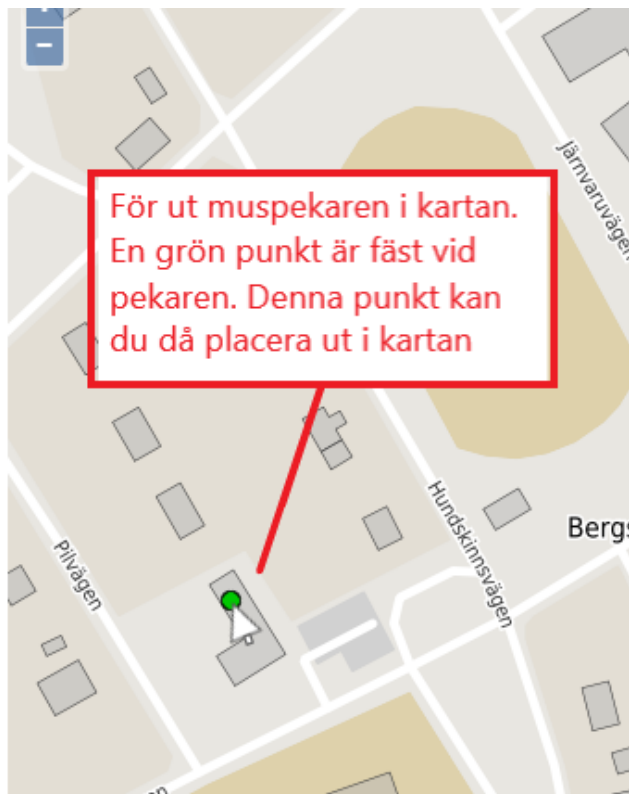 Järnvaruvägen
För ut muspekaren i kartan.
En grön punkt är fäst vid
pekaren. Denna punkt kan
du då placera ut i kartan
Hundskinnsvägen
Bergs
Pilvägen